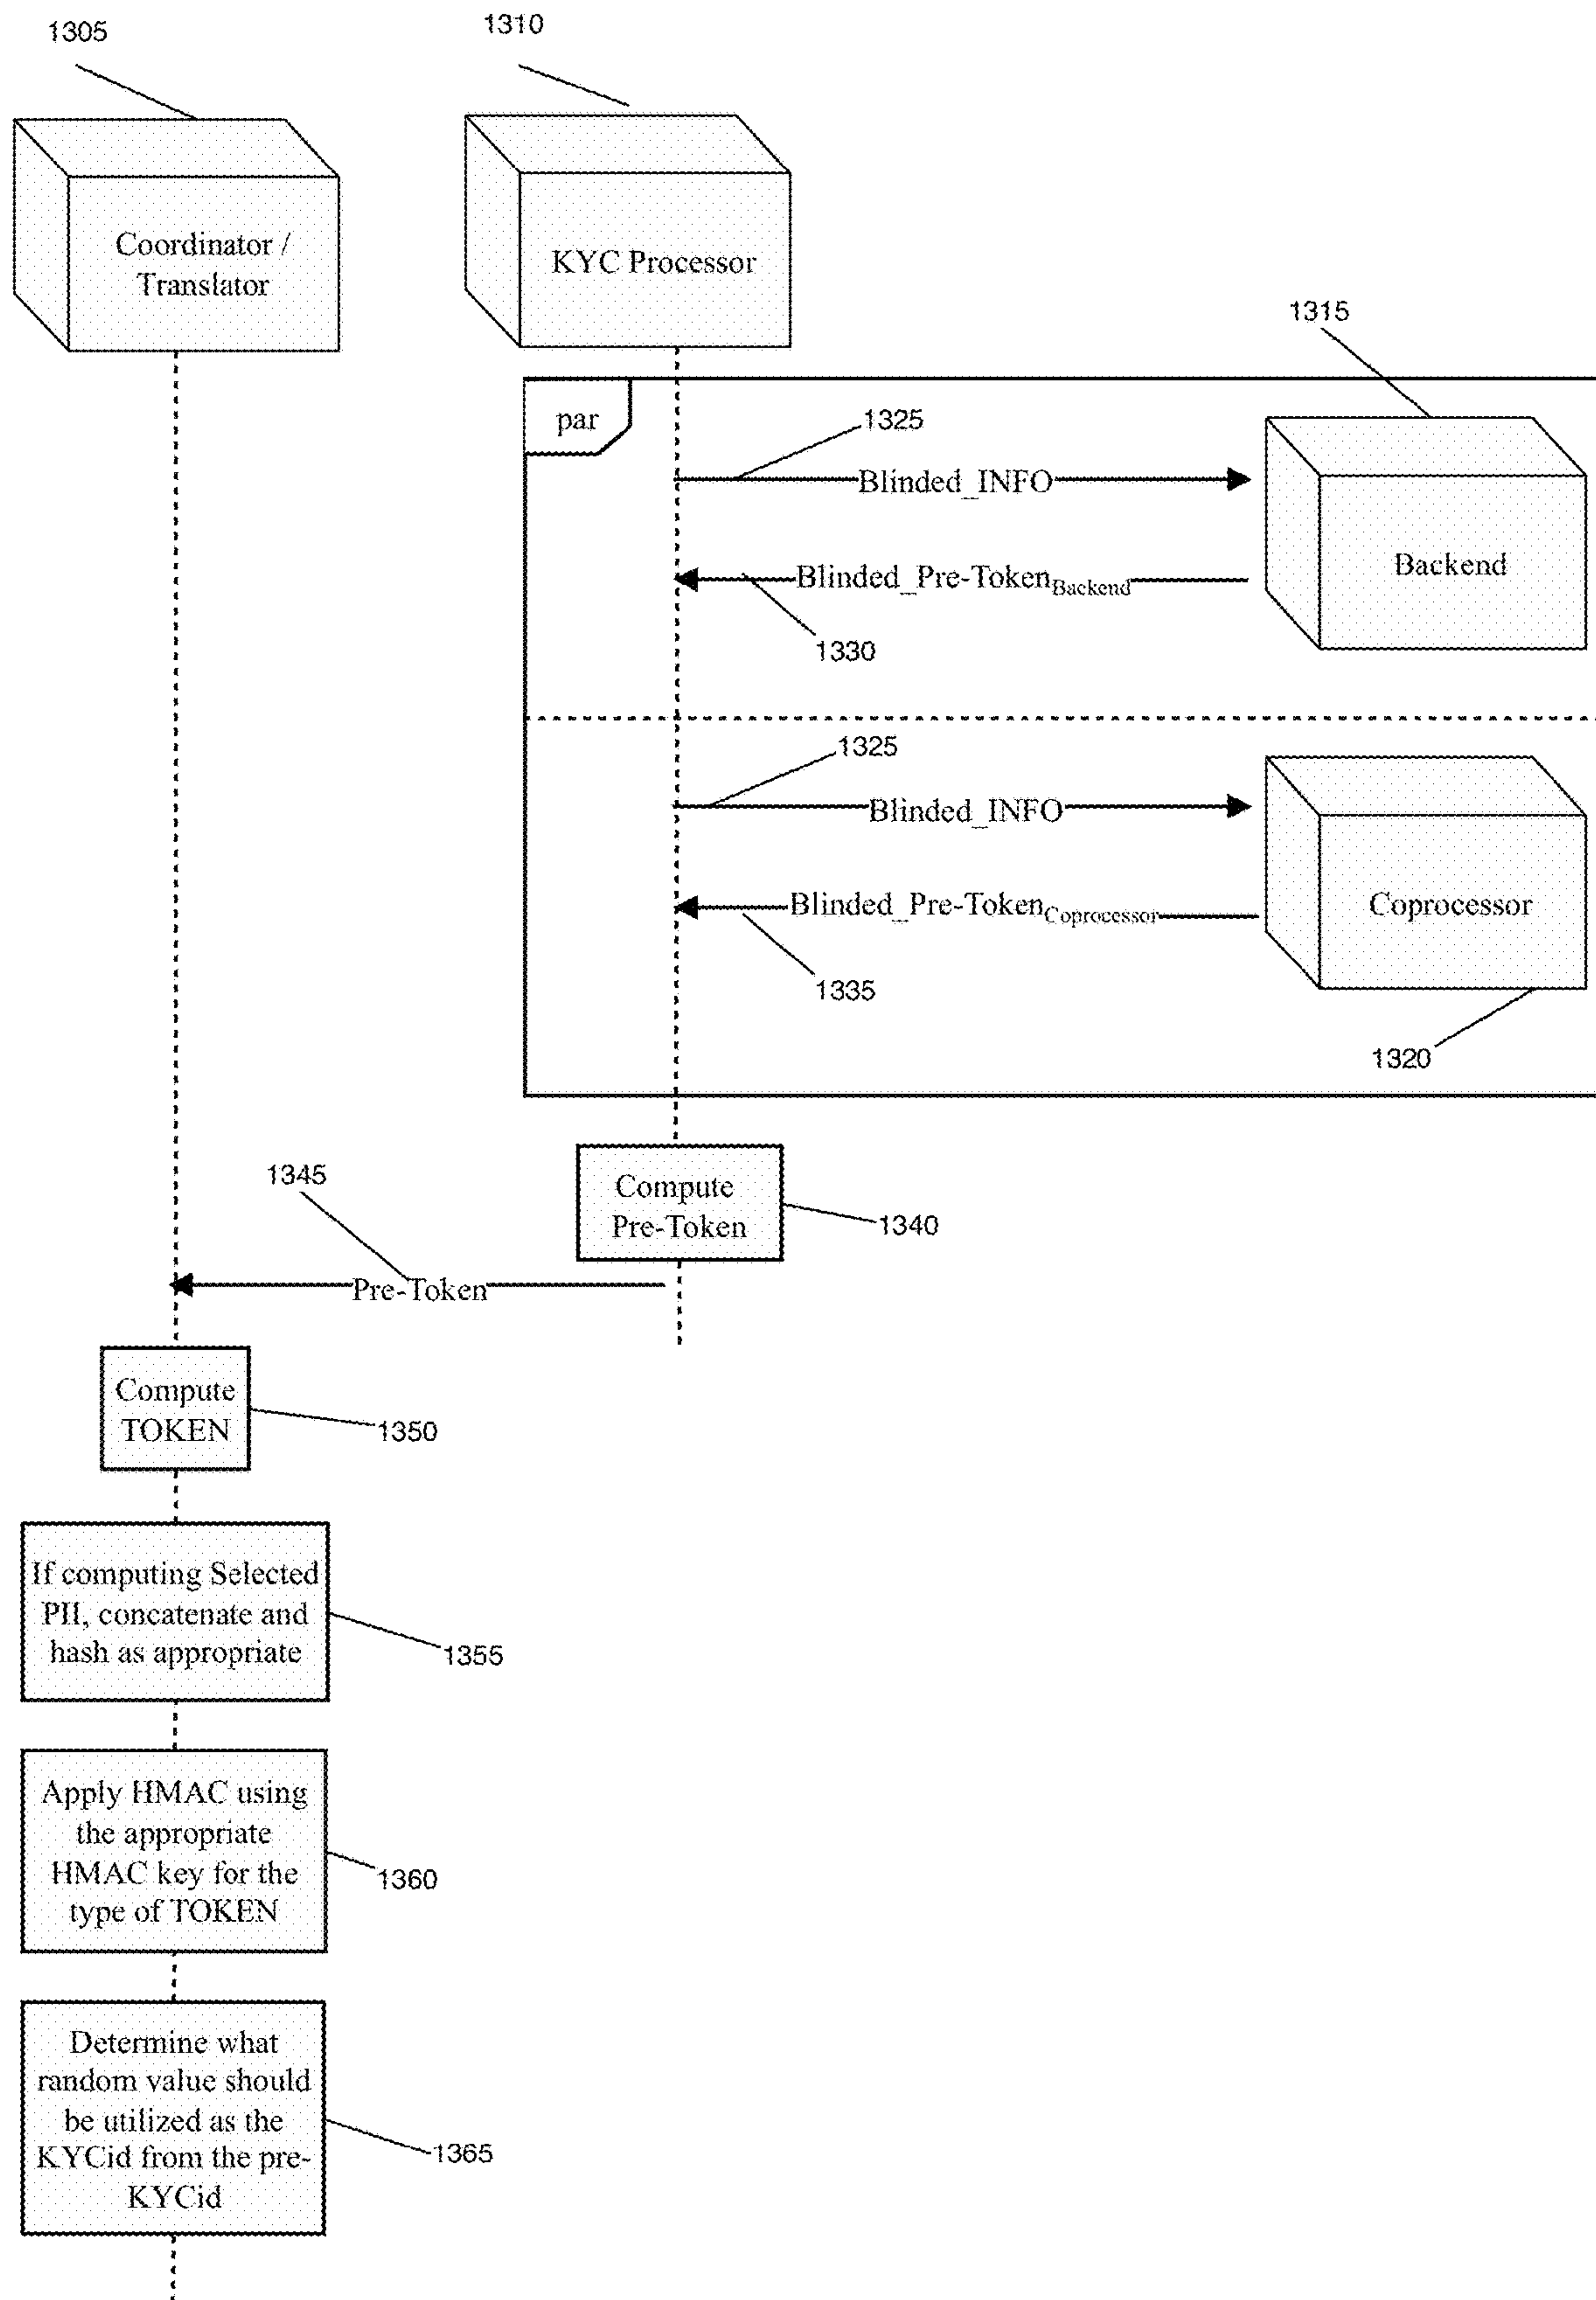 1305
1310
Coordinator /
Translator
KYC Processor
1315
par
1325
Blinded_INFO
Backend
Blinded_Pre-TokenBackend
1330
1325
Blinded_INFO
Coprocessor
Blinded_Pre-TokenCoprocessor
1335
1320
1345
Compute
Pre-Token
1340
Pre-Token
Compute
TOKEN
1350
If computing Selected
PII, concatenate and
hash as appropriate
1355
Apply HMAC using
the appropriate
HMAC key for the
type of TOKEN
1360
Determine what
random value should
be utilized as the
KYCid from the pre-
KYCid
1365